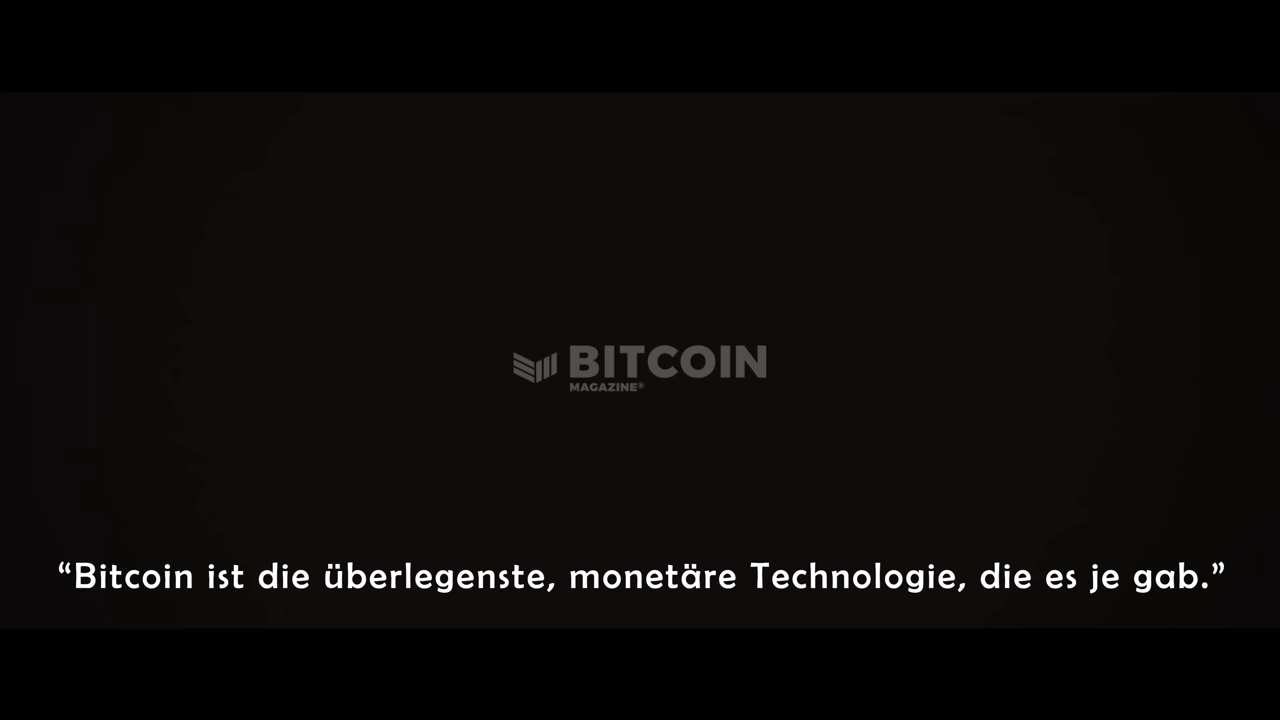 BITCOIN
MAGAZINE®
“Bitcoin ist die überlegenste, monetäre Technologie, die es je gab.”